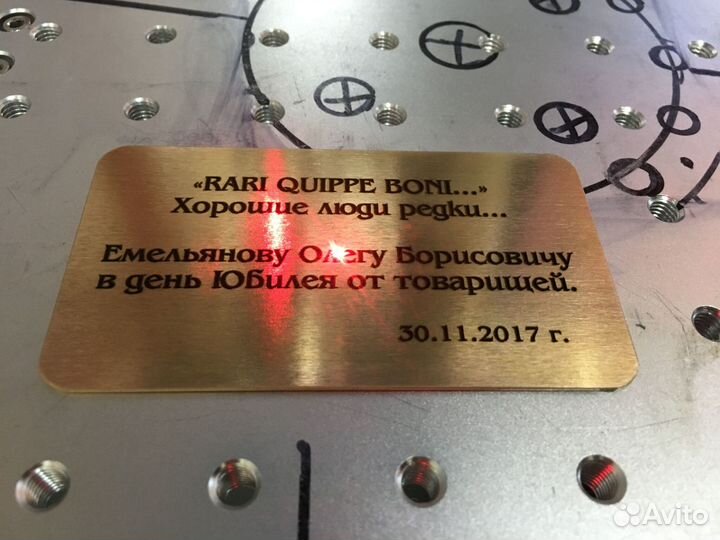 «RARI QUIPPE BONI...»
Хорошие люди редки...
Емельянову Олегу Борисовичу
в день Юбилея от товарищей.
30.11.2017 г.
Avito